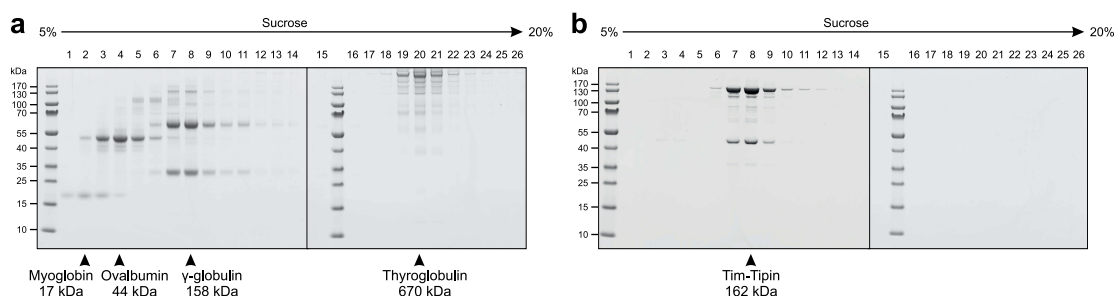 a
Sucrose
5%
20%
1 2 3 4 5 6 7 8 9 10 11 12 13 14 15 16 17 18 19 20 21 22 23 24 25 26
kDa
170
130
100
70
55
40
35
25
15
10
Myoglobin Ovalbumin γ-globulin Thyroglobulin
17 kDa 44 kDa 158 kDa 670 kDa
b
Sucrose
5%
20%
1 2 3 4 5 6 7 8 9 10 11 12 13 14 15 16 17 18 19 20 21 22 23 24 25 26
kDa
170
130
100
70
55
40
35
25
15
10
Tim-Tipin
162 kDa